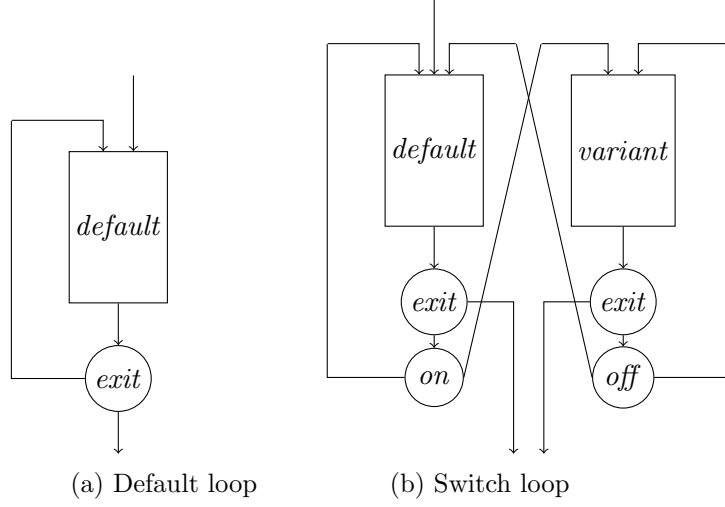 default
exit
(a) Default loop
default
variant
exit
exit
on
off
(b) Switch loop